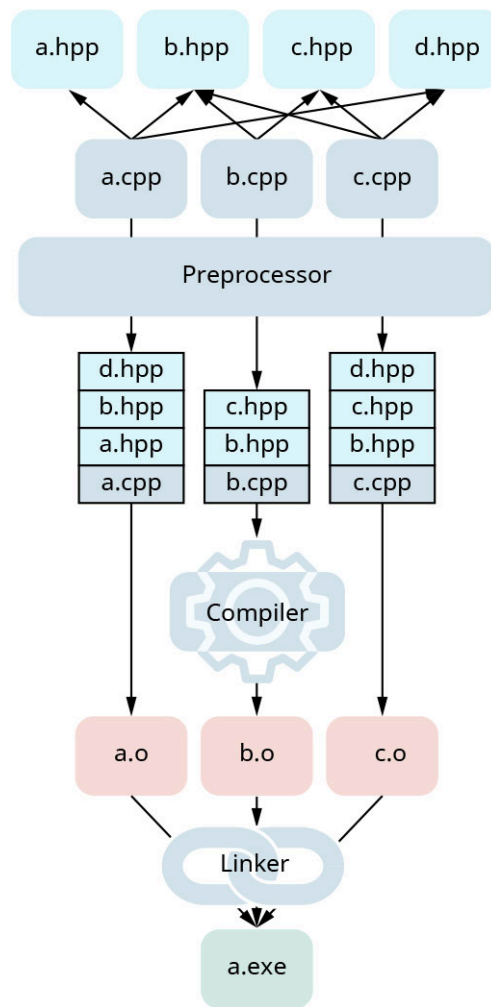 a.hpp
b.hpp
c.hpp
d.hpp
a.cpp
b.cpp
c.cpp
Preprocessor
d.hpp
b.hpp
a.hpp
a.cpp
c.hpp
b.hpp
b.cpp
d.hpp
c.hpp
b.hpp
c.cpp
Compiler
a.o
b.o
c.o
Linker
a.exe